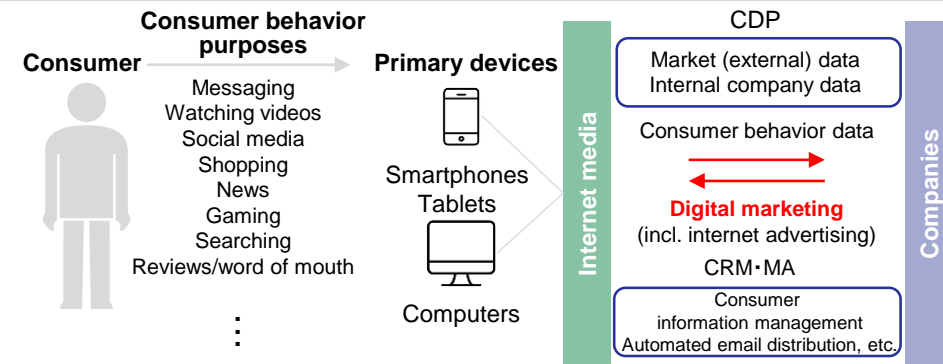 Consumer
Consumer behavior
purposes
Messaging
Watching videos
Social media
Shopping
News
Gaming
Searching
Reviews/word of mouth
⋮
Primary devices
Smartphones
Tablets
Computers
Internet media
CDP
Market (external) data
Internal company data
Consumer behavior data
Digital marketing
(incl. internet advertising)
CRM・MA
Consumer
information management
Automated email distribution, etc.
Companies